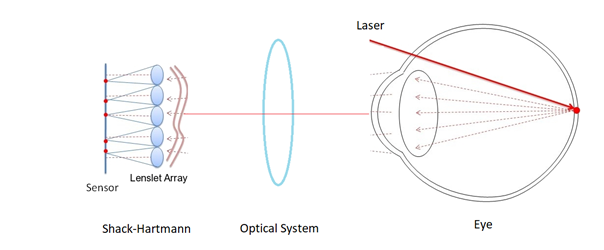 Laser
Sensor
Lenslet Array
Shack-Hartmann
Optical System
Eye